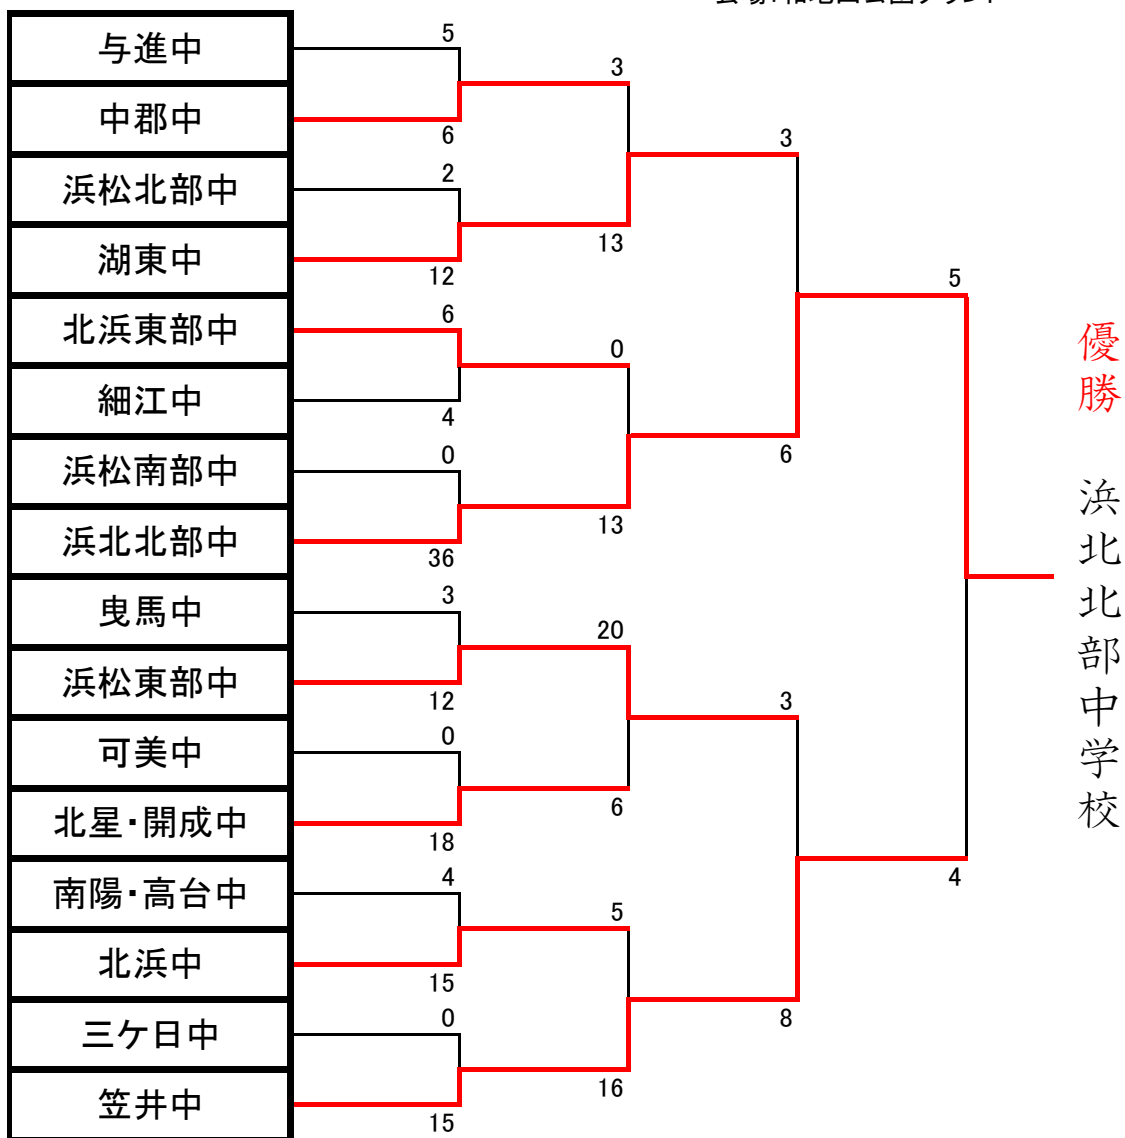 与進中
中郡中
浜松北部中
湖東中
北浜東部中
細江中
浜松南部中
浜北北部中
曳馬中
浜松東部中
可美中
北星・開成中
南陽・高台中
北浜中
三ケ日中
笠井中
5
6
2
12
6
4
0
36
3
12
0
18
4
15
0
15
3
13
0
13
20
6
5
16
3
6
3
8
5
4
優勝 浜北北部中学校